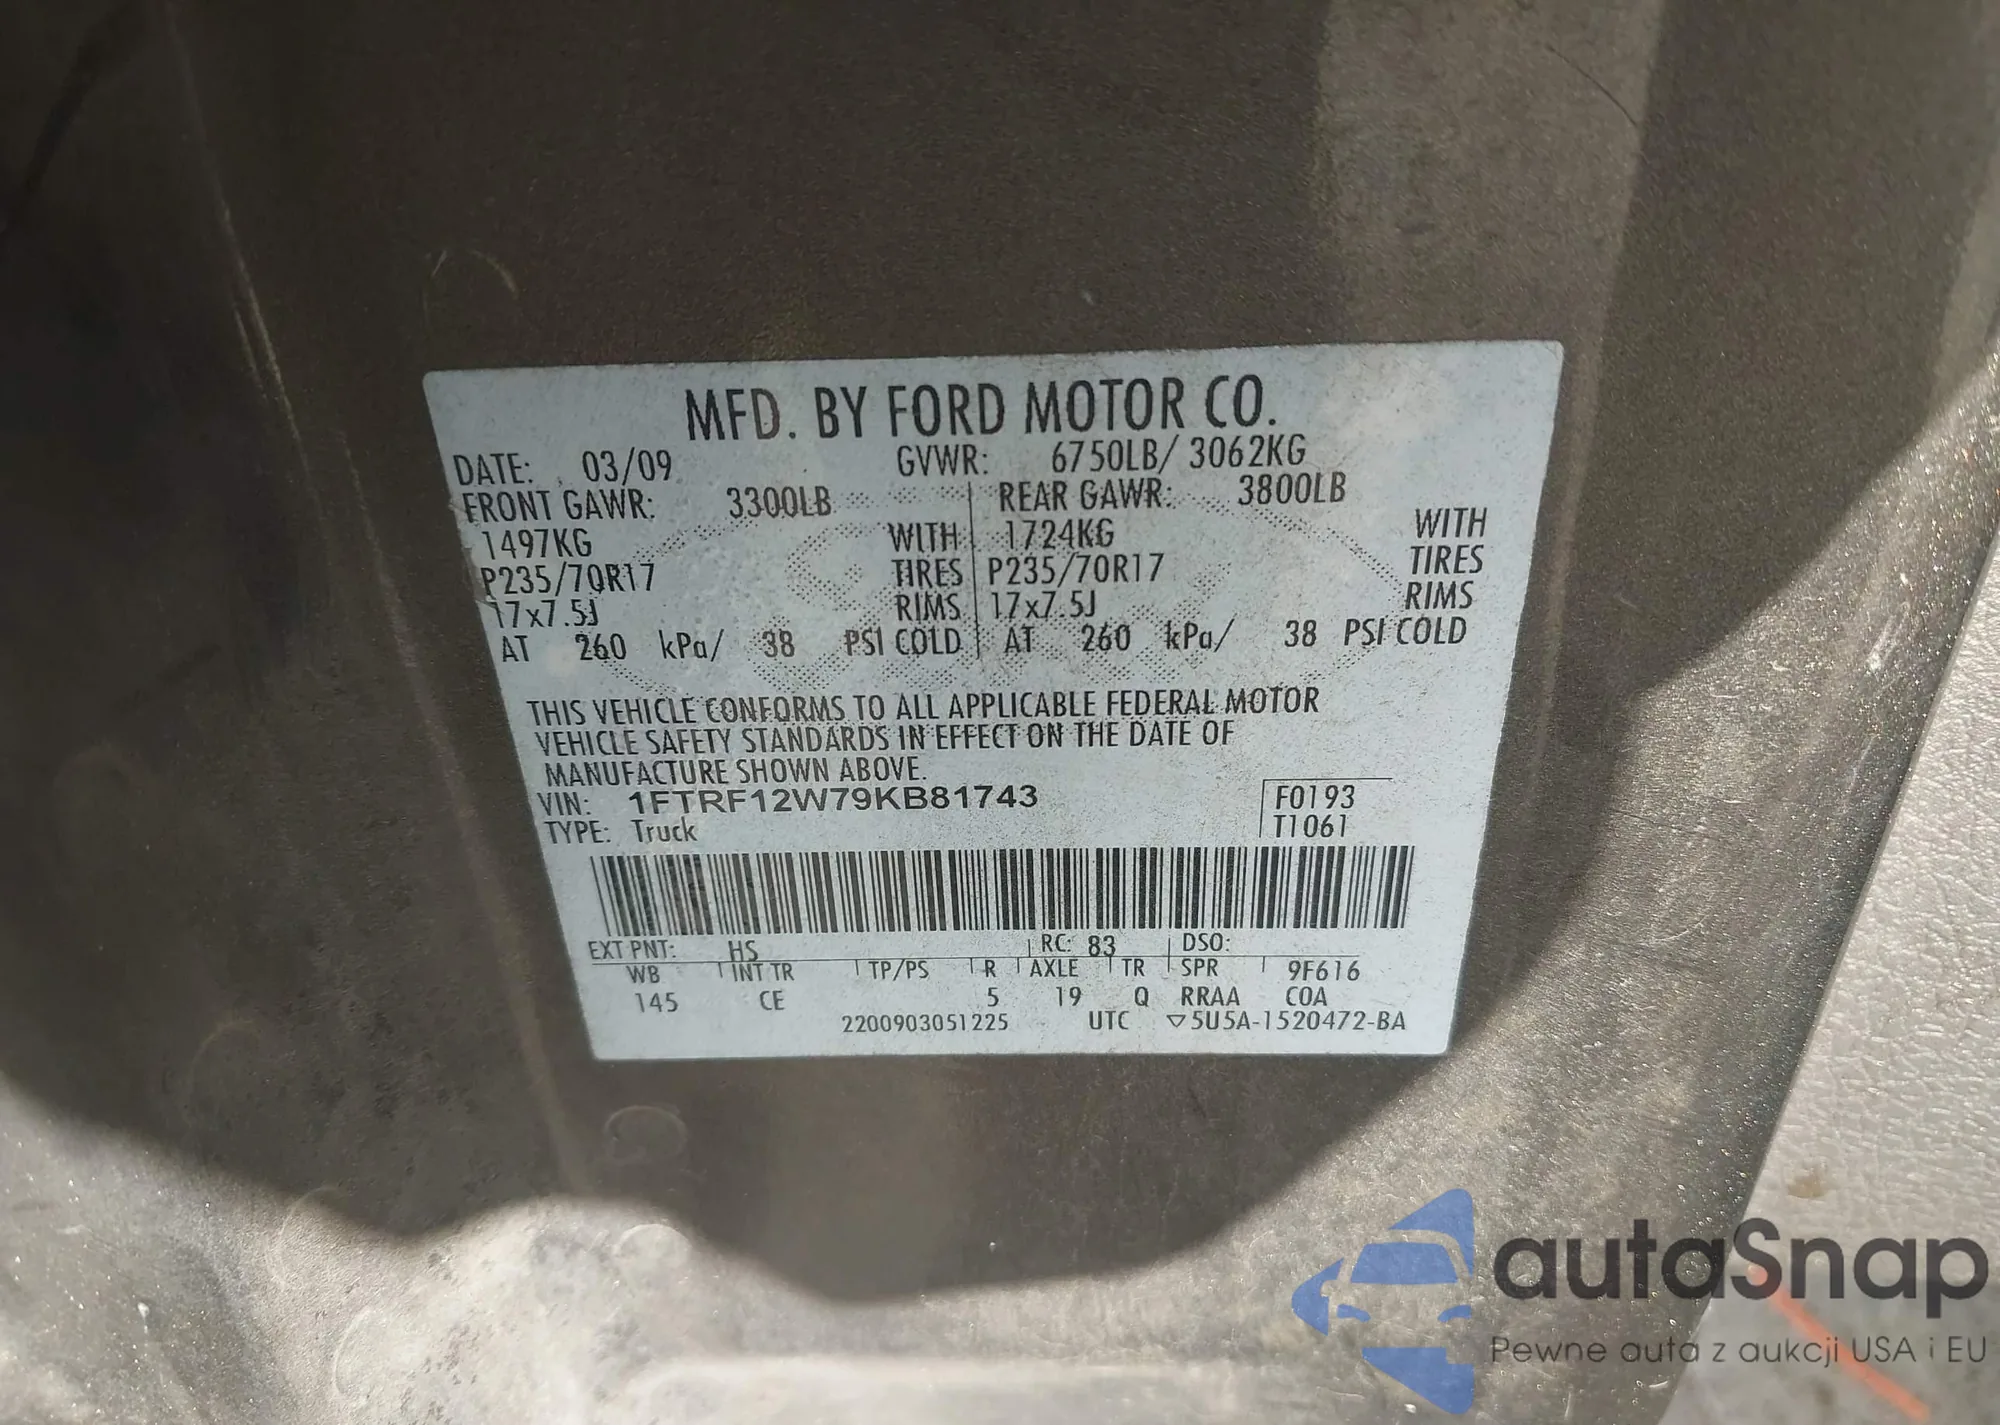 MFD. BY FORD MOTOR CO.
DATE: 03/09 GVWR: 6750LB/ 3062KG
FRONT GAWR: 3300LB REAR GAWR: 3800LB
1497KG WITH 1724KG WITH
P235/70R17 TIRES P235/70R17 TIRES
17x7.5J RIMS 17x7.5J RIMS
AT 260 kPa/ 38 PSI COLD AT 260 kPa/ 38 PSI COLD
THIS VEHICLE CONFORMS TO ALL APPLICABLE FEDERAL MOTOR
VEHICLE SAFETY STANDARDS IN EFFECT ON THE DATE OF
MANUFACTURE SHOWN ABOVE.
VIN: 1FTRF12W79KB81743 F0193
TYPE: Truck T1061
EXT PNT: HS RC: 83 DSO:
WB INT TR TP/PS R AXLE TR SPR 9F616
145 CE 5 19 Q RRAA COA
2200903051225 UTC ▽5U5A-1520472-BA
autaSnap
Pewne auta z aukcji USA i EU